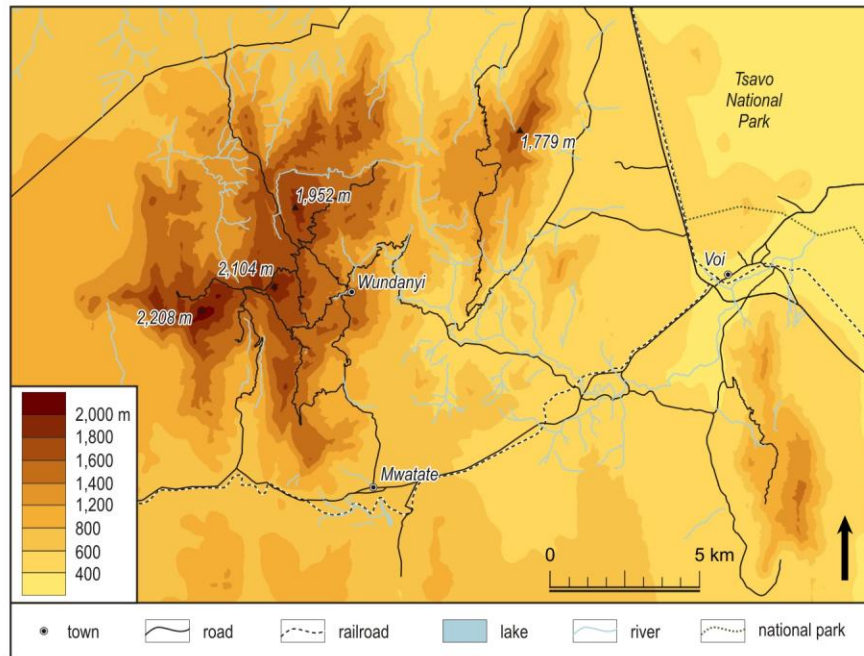 Tsavo
National
Park
1,779 m
1,952 m
Voi
2,104 m
Wundanyi
2,208 m
2,000 m
1,800
1,600
1,400
1,200
800
600
400
Mwatate
0 5 km
town road railroad lake river national park